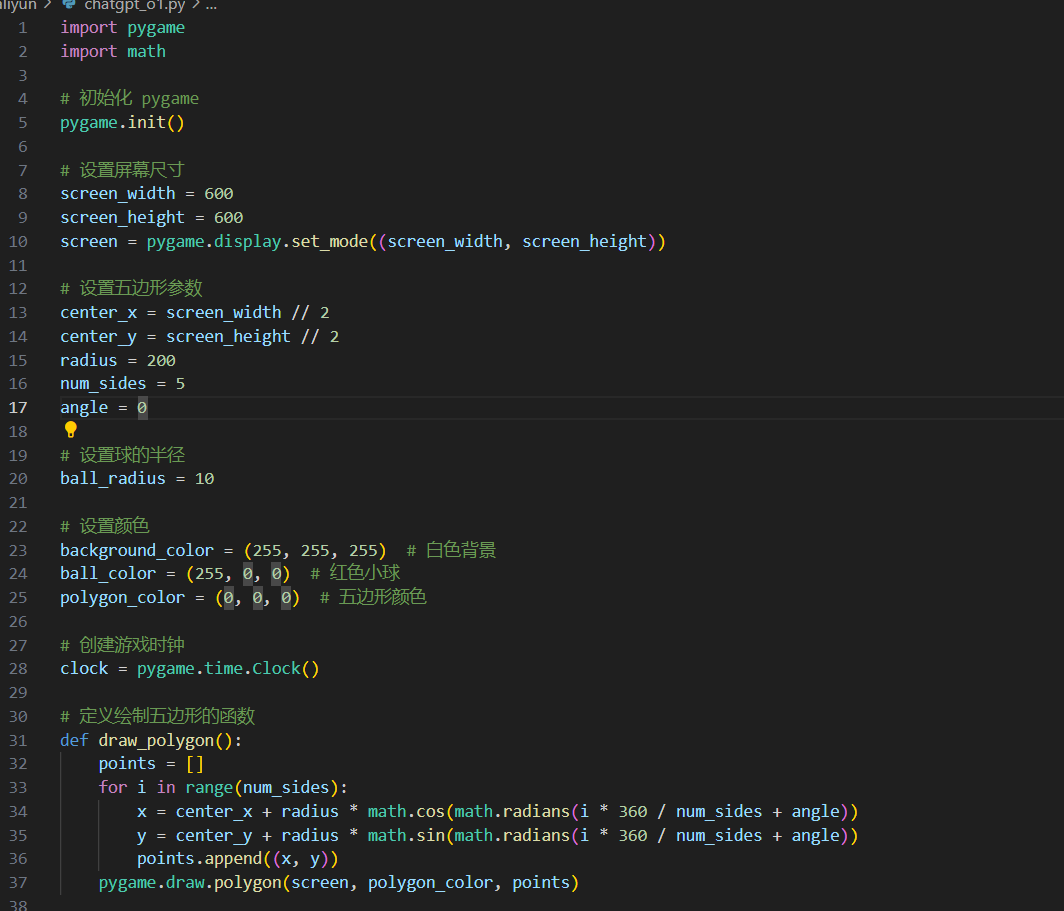 aliyun > chatgpt_o1.py > ...
1 import pygame
2 import math
3
4 # 初始化 pygame
5 pygame.init()
6
7 # 设置屏幕尺寸
8 screen_width = 600
9 screen_height = 600
10 screen = pygame.display.set_mode((screen_width, screen_height))
11
12 # 设置五边形参数
13 center_x = screen_width // 2
14 center_y = screen_height // 2
15 radius = 200
16 num_sides = 5
17 angle = 0
18
19 # 设置球的半径
20 ball_radius = 10
21
22 # 设置颜色
23 background_color = (255, 255, 255)  # 白色背景
24 ball_color = (255, 0, 0)  # 红色小球
25 polygon_color = (0, 0, 0)  # 五边形颜色
26
27 # 创建游戏时钟
28 clock = pygame.time.Clock()
29
30 # 定义绘制五边形的函数
31 def draw_polygon():
32     points = []
33     for i in range(num_sides):
34         x = center_x + radius * math.cos(math.radians(i * 360 / num_sides + angle))
35         y = center_y + radius * math.sin(math.radians(i * 360 / num_sides + angle))
36         points.append((x, y))
37     pygame.draw.polygon(screen, polygon_color, points)
38